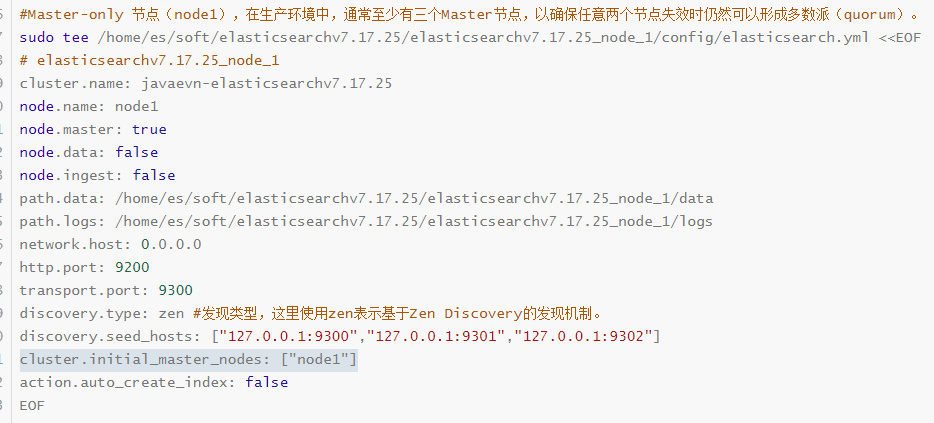 #Master-only 节点（node1），在生产环境中，通常至少有三个Master节点，以确保任意两个节点失效时仍然可以形成多数派（quorum）。
sudo tee /home/es/soft/elasticsearchv7.17.25/elasticsearchv7.17.25_node_1/config/elasticsearch.yml <<EOF
# elasticsearchv7.17.25_node_1
cluster.name: javaevn-elasticsearchv7.17.25
node.name: node1
node.master: true
node.data: false
node.ingest: false
path.data: /home/es/soft/elasticsearchv7.17.25/elasticsearchv7.17.25_node_1/data
path.logs: /home/es/soft/elasticsearchv7.17.25/elasticsearchv7.17.25_node_1/logs
network.host: 0.0.0.0
http.port: 9200
transport.port: 9300
discovery.type: zen #发现类型，这里使用zen表示基于Zen Discovery的发现机制。
discovery.seed_hosts: ["127.0.0.1:9300","127.0.0.1:9301","127.0.0.1:9302"]
cluster.initial_master_nodes: ["node1"]
action.auto_create_index: false
EOF